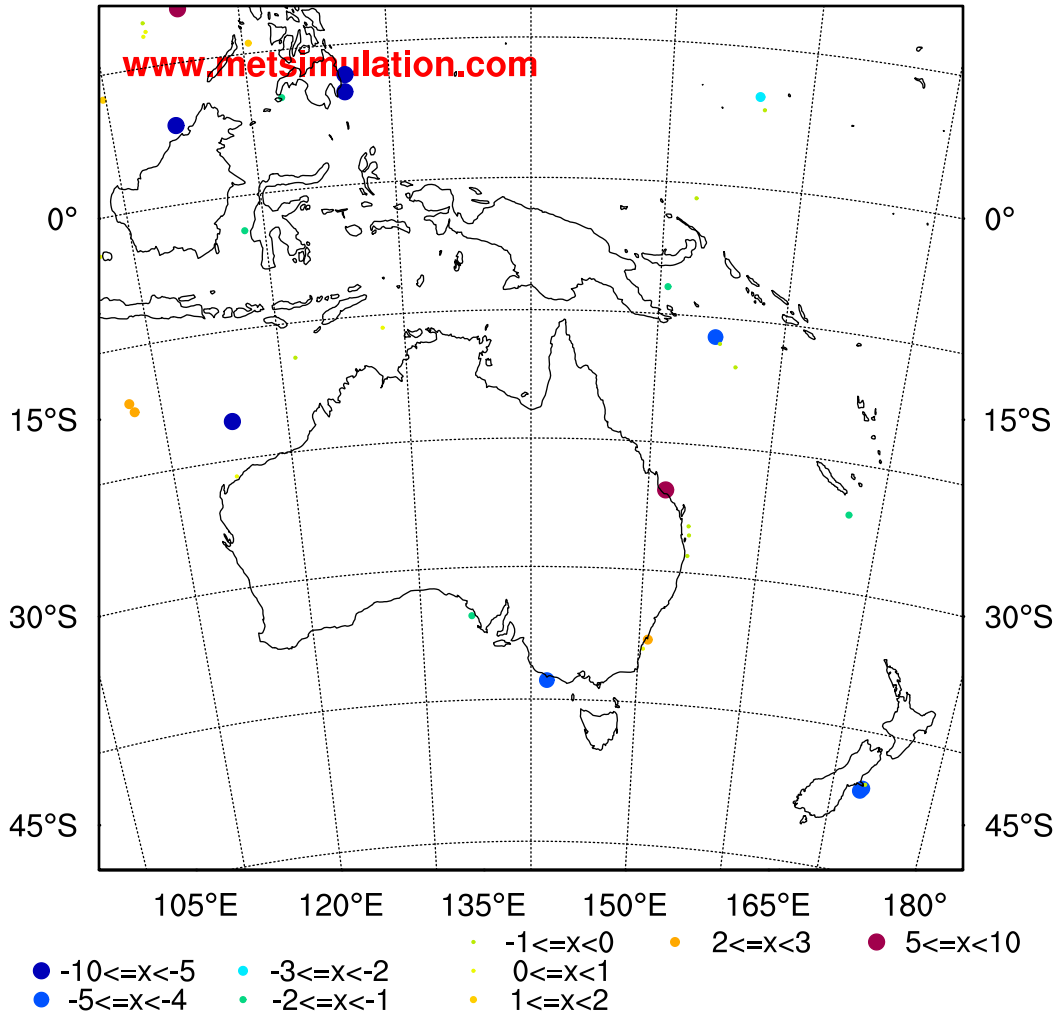 www.metsimulation.com
0° 0°
15°S 15°S
30°S 30°S
45°S 45°S
105°E 120°E 135°E 150°E 165°E 180°
-1<=x<0 2<=x<3 5<=x<10
-10<=x<-5 -3<=x<-2 0<=x<1
-5<=x<-4 -2<=x<-1 1<=x<2